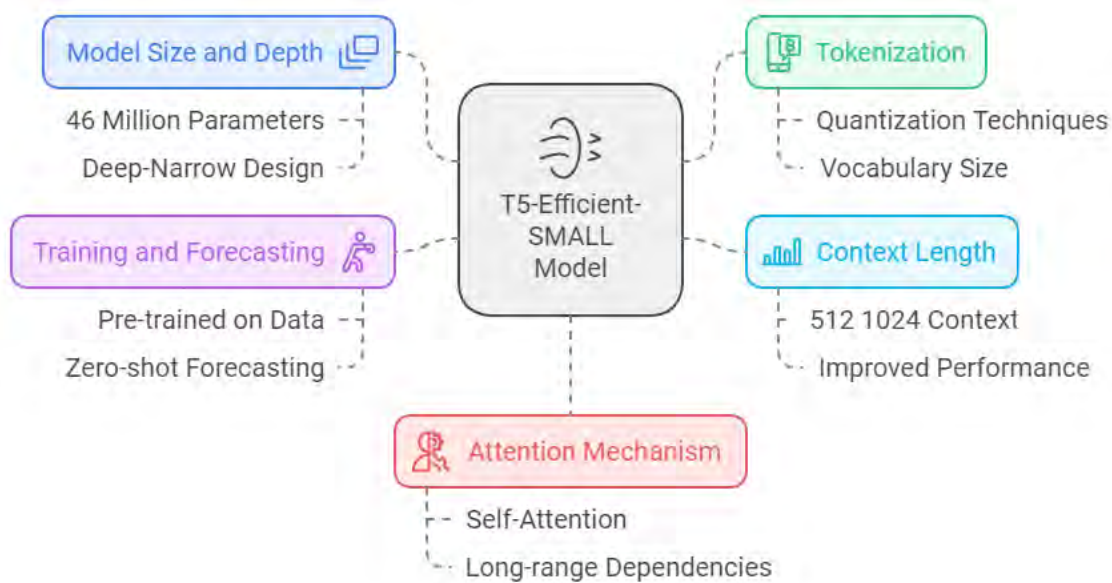 Model Size and Depth
46 Million Parameters
Deep-Narrow Design
Training and Forecasting
Pre-trained on Data
Zero-shot Forecasting
T5-Efficient-
SMALL
Model
Tokenization
Quantization Techniques
Vocabulary Size
Context Length
512 1024 Context
Improved Performance
Attention Mechanism
Self-Attention
Long-range Dependencies